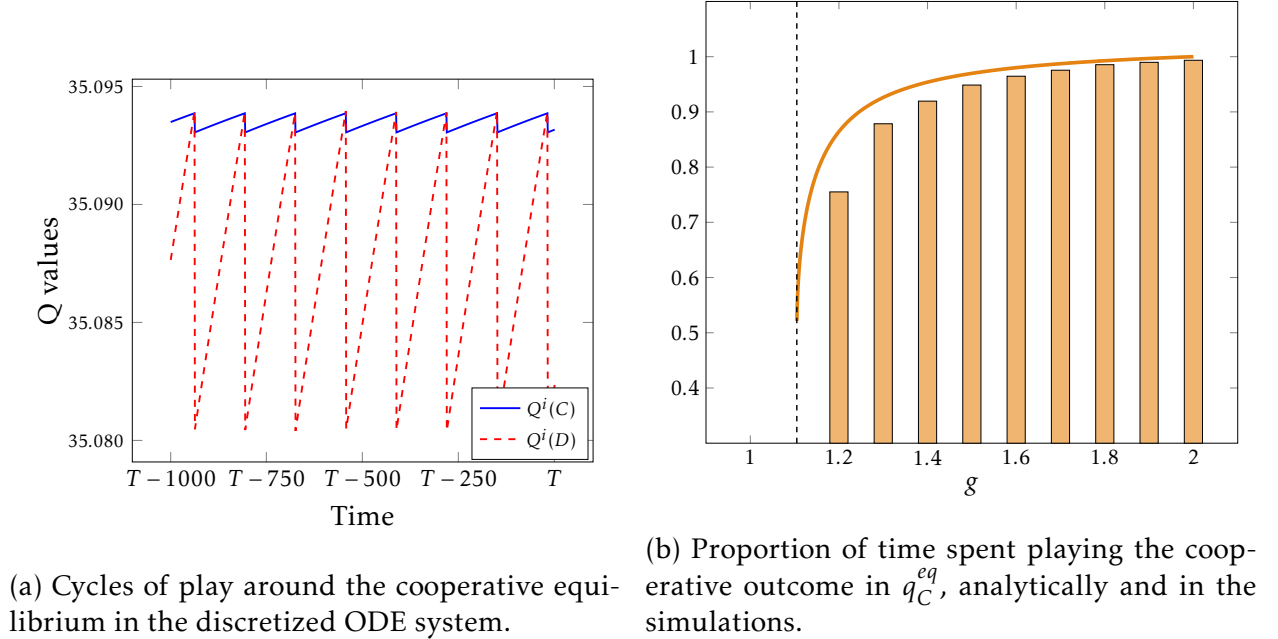 35.095
35.090
35.085
35.080
Q values
Q^i(C)
Q^i(D)
T − 1000 T − 750 T − 500 T − 250 T
Time
(a) Cycles of play around the cooperative equi-
librium in the discretized ODE system.
1
0.9
0.8
0.7
0.6
0.5
0.4
1 1.2 1.4 1.6 1.8 2
g
(b) Proportion of time spent playing the coop-
erative outcome in q_C^{eq}, analytically and in the
simulations.